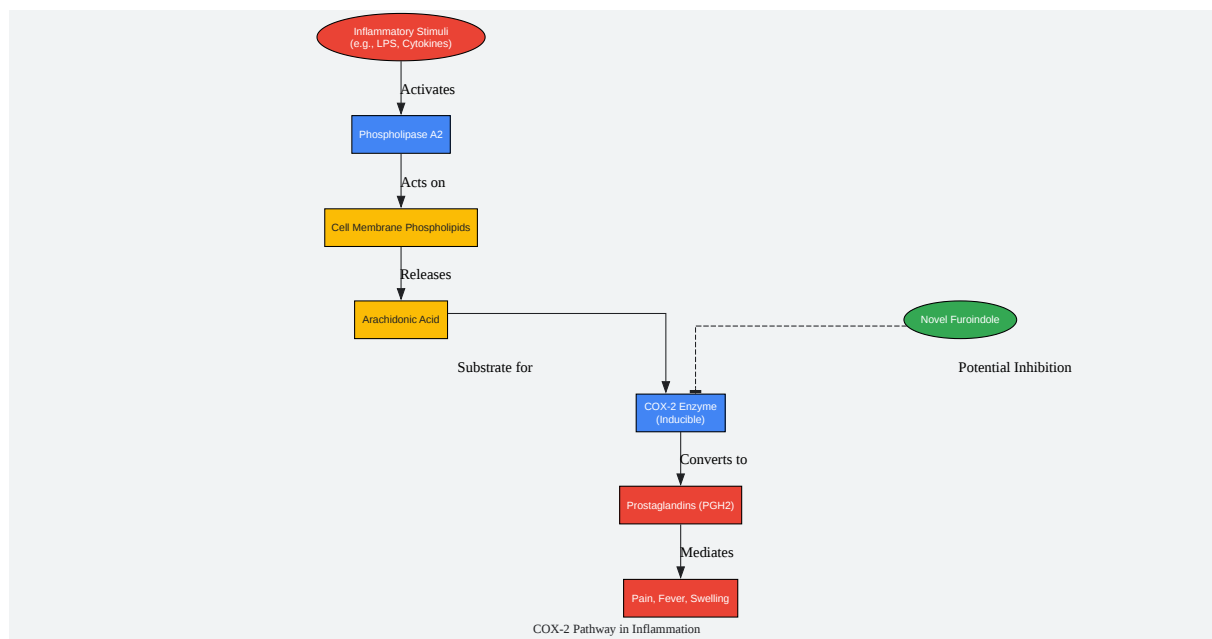 Inflammatory Stimuli
(e.g., LPS, Cytokines)
Activates
Phospholipase A2
Acts on
Cell Membrane Phospholipids
Releases
Arachidonic Acid
Novel Furoindole
Substrate for
Potential Inhibition
COX-2 Enzyme
(Inducible)
Converts to
Prostaglandins (PGH2)
Mediates
Pain, Fever, Swelling
COX-2 Pathway in Inflammation